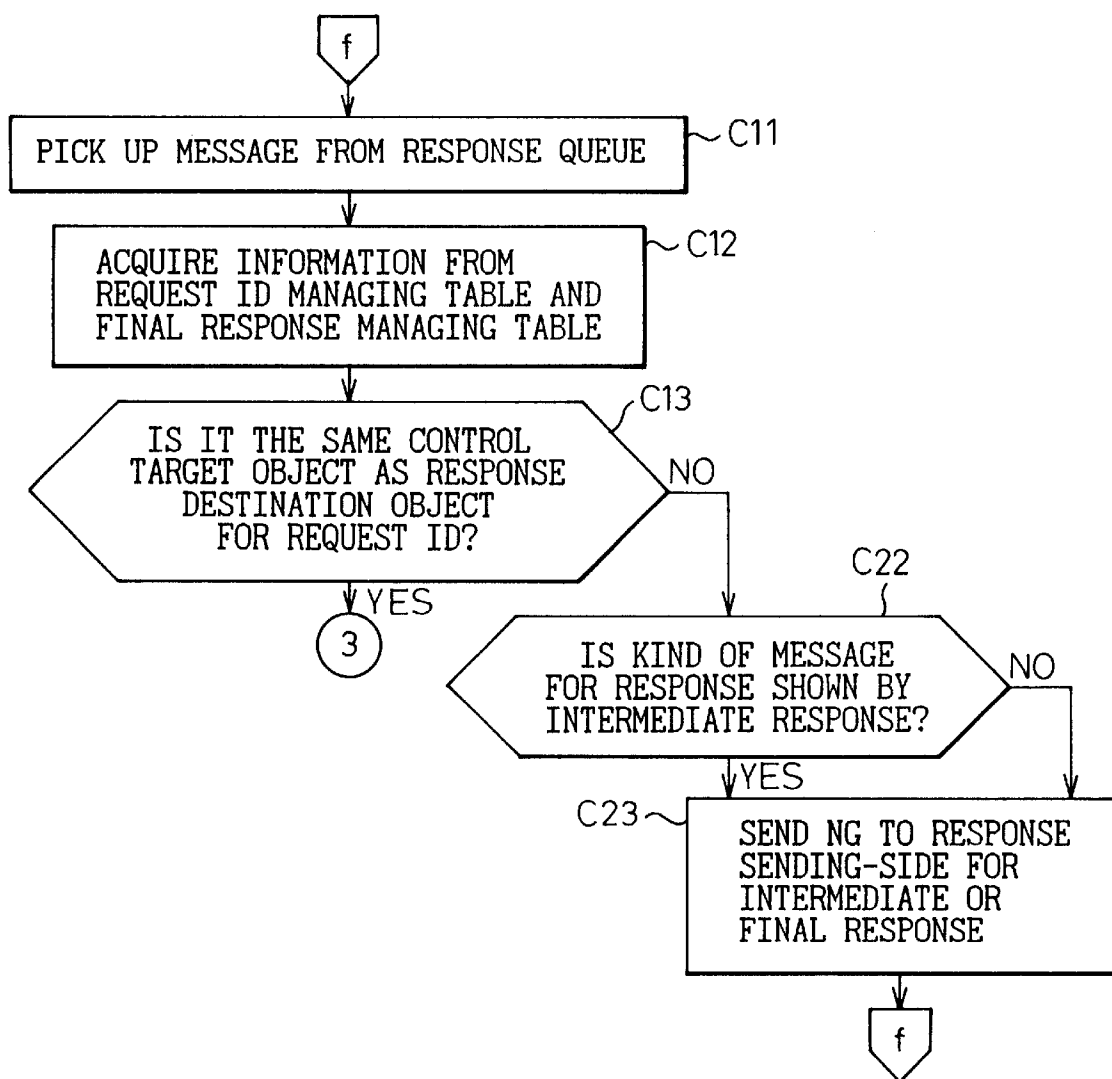 f
PICK UP MESSAGE FROM RESPONSE QUEUE
C11
ACQUIRE INFORMATION FROM
REQUEST ID MANAGING TABLE AND
FINAL RESPONSE MANAGING TABLE
C12
IS IT THE SAME CONTROL
TARGET OBJECT AS RESPONSE
DESTINATION OBJECT
FOR REQUEST ID?
C13
NO
YES
3
C22
IS KIND OF MESSAGE
FOR RESPONSE SHOWN BY
INTERMEDIATE RESPONSE?
NO
YES
C23
SEND NG TO RESPONSE
SENDING-SIDE FOR
INTERMEDIATE OR
FINAL RESPONSE
f